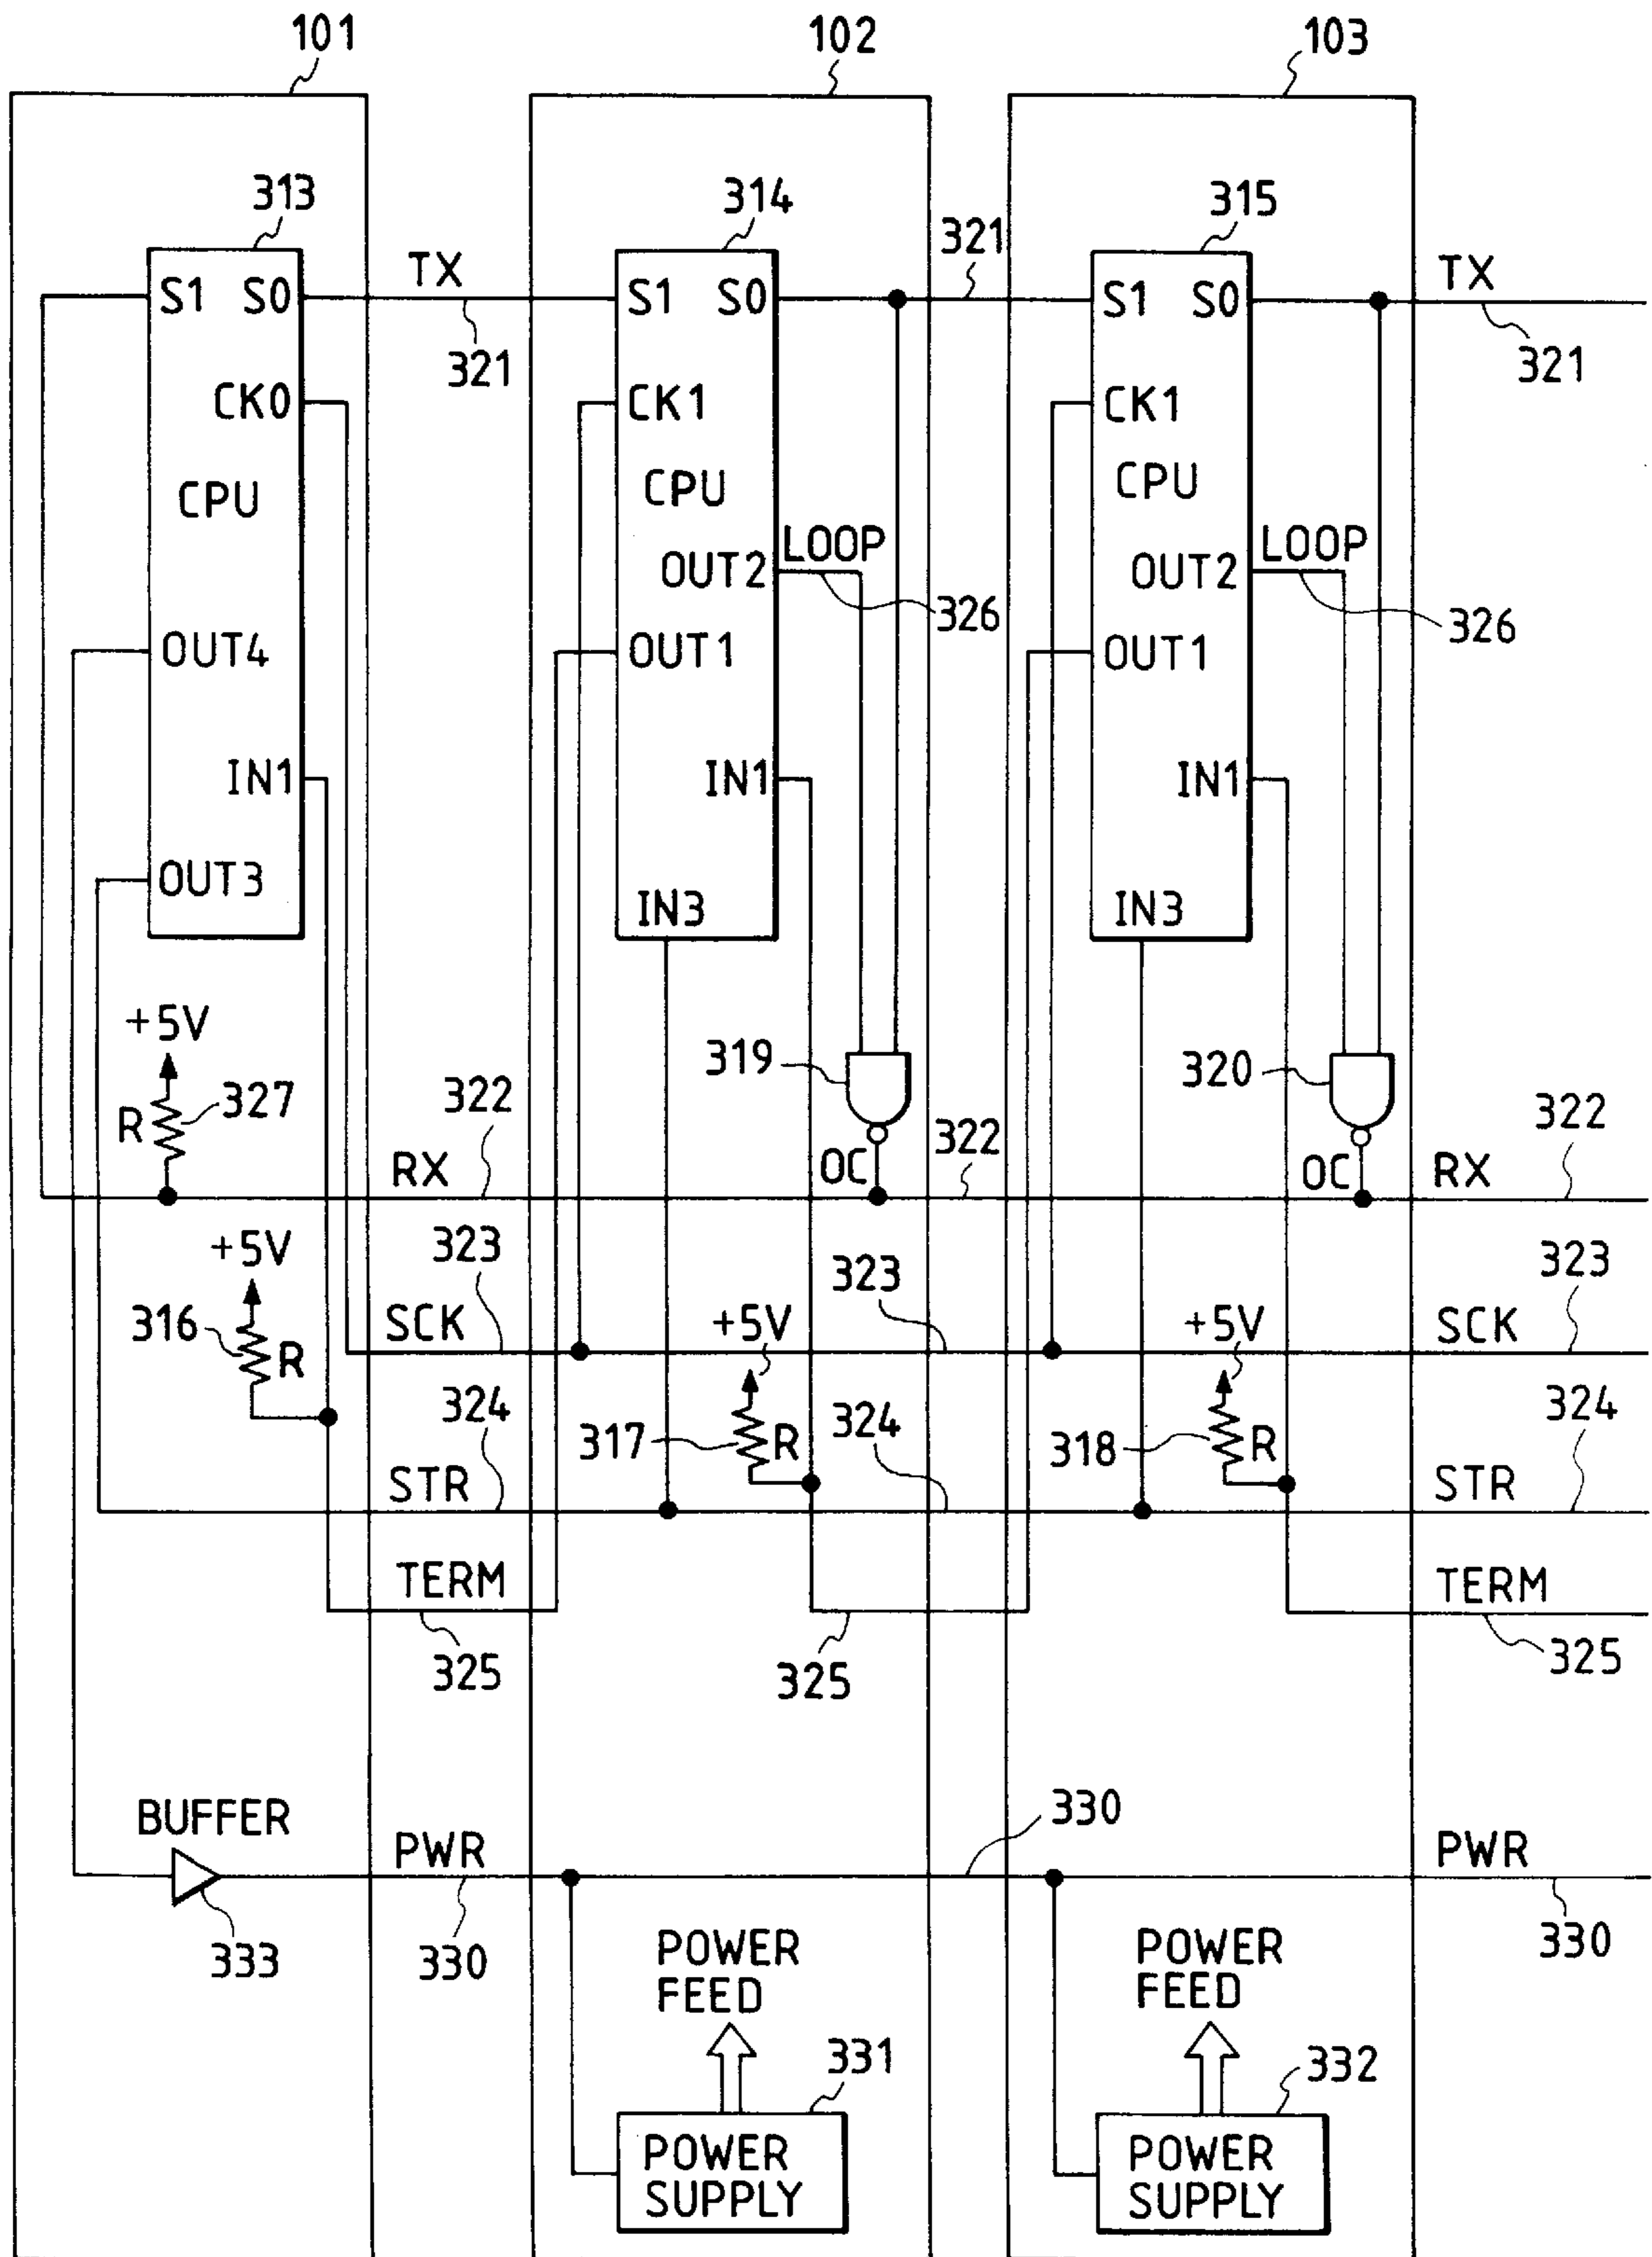 101 102 103
313 314 315
S1 S0 TX 321 S1 S0 321 S1 S0 TX 321
CK0 CK1 CK1
CPU CPU CPU
OUT2 LOOP 326 OUT2 LOOP 326
OUT4 OUT1 OUT1
IN1 IN1 IN1
OUT3 IN3 IN3
+5V
R 327
319 320
322 322 322
RX OC OC RX
+5V 323 323 323
316 R SCK +5V +5V SCK
324 317 R 324 318 R 324
STR STR
TERM TERM
325 325 325
BUFFER
PWR 330 PWR
333 330 330
POWER
FEED
POWER
FEED
331 332
POWER
SUPPLY
POWER
SUPPLY